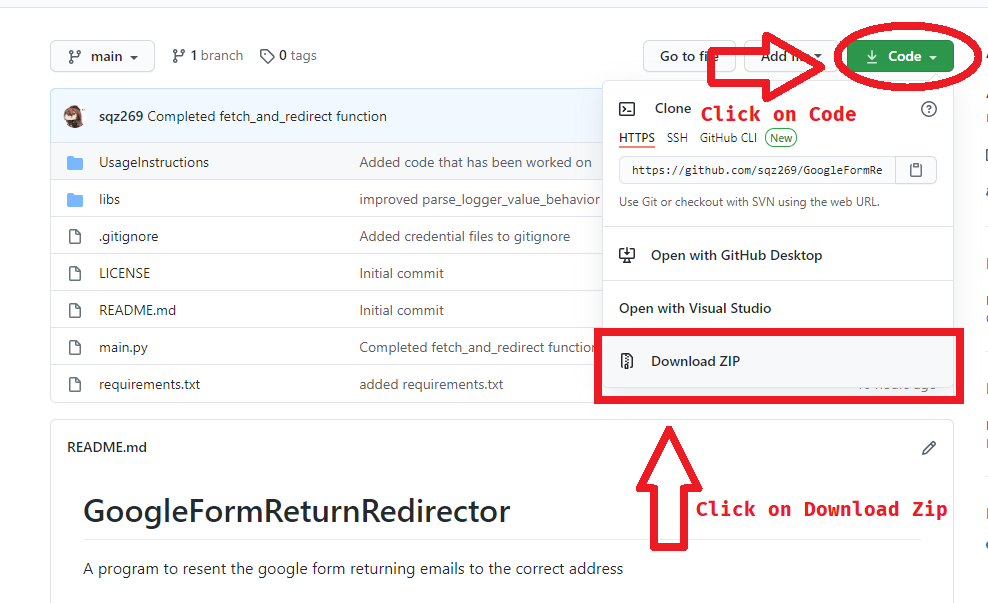 main
1 branch
0 tags
Go to file
Add file
Code
sqz269 Completed fetch_and_redirect function
Clone
Click on Code
HTTPS SSH GitHub CLI New
https://github.com/sqz269/GoogleFormRe
Use Git or checkout with SVN using the web URL.
Open with GitHub Desktop
Open with Visual Studio
Download ZIP
UsageInstructions Added code that has been worked on
libs improved parse_logger_value_behavior
.gitignore Added credential files to gitignore
LICENSE Initial commit
README.md Initial commit
main.py Completed fetch_and_redirect function
requirements.txt added requirements.txt
Click on Download Zip
README.md
GoogleFormReturnRedirector
A program to resent the google form returning emails to the correct address